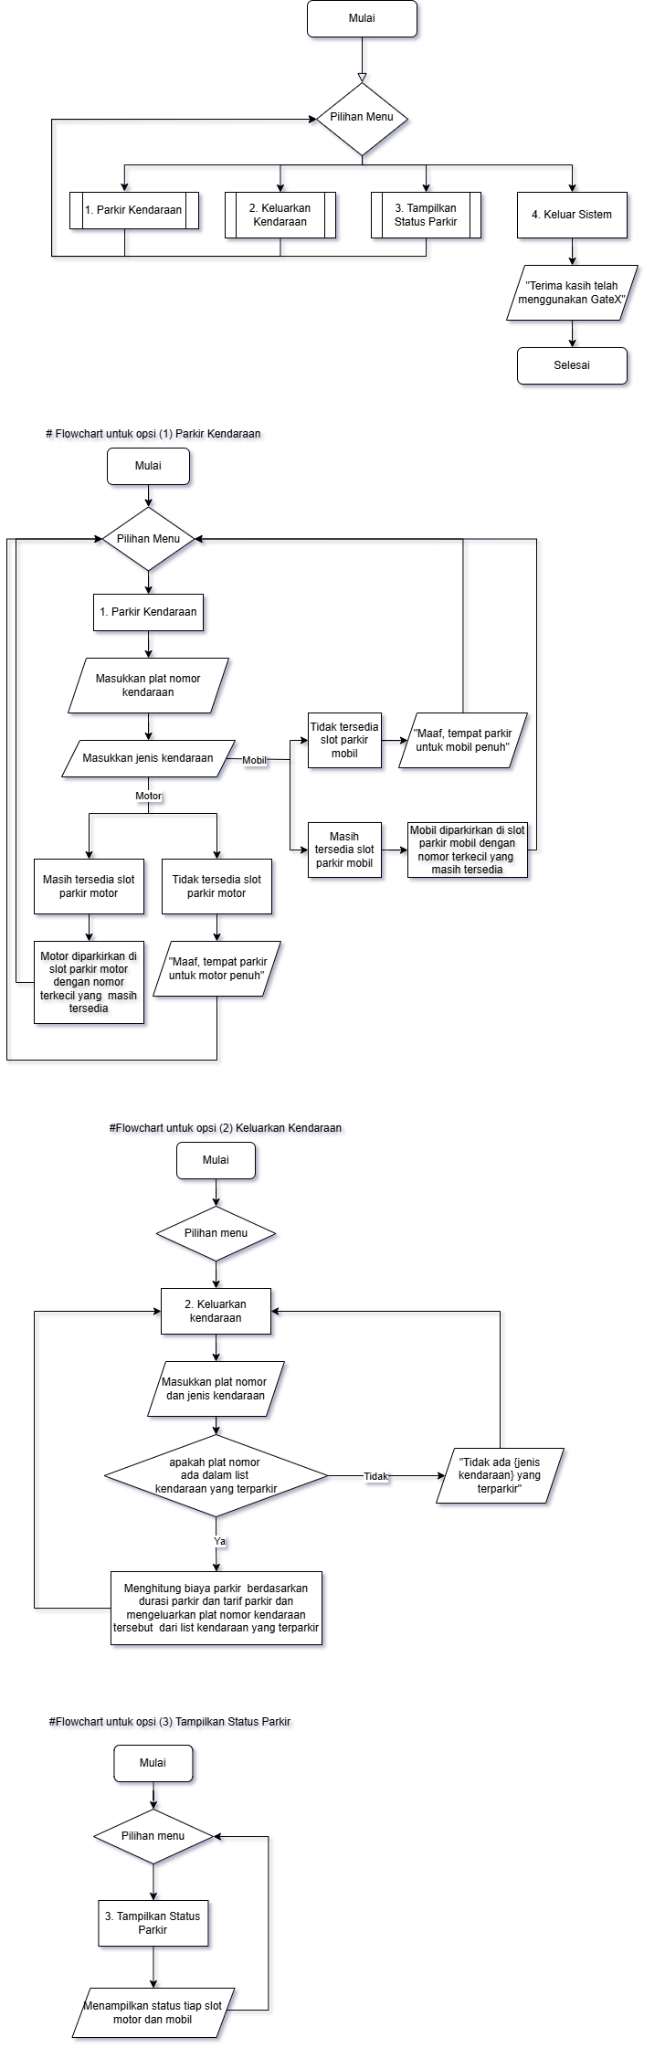 Mulai
Pilihan Menu
1. Parkir Kendaraan
2. Keluarkan
Kendaraan
3. Tampilkan
Status Parkir
4. Keluar Sistem
"Terima kasih telah
menggunakan GateX"
Selesai
# Flowchart untuk opsi (1) Parkir Kendaraan
Mulai
Pilihan Menu
1. Parkir Kendaraan
Masukkan plat nomor
kendaraan
Masukkan jenis kendaraan
Mobil
Tidak tersedia
slot parkir
mobil
"Maaf, tempat parkir
untuk mobil penuh"
Motor
Masih
tersedia slot
parkir mobil
Mobil diparkirkan di slot
parkir mobil dengan
nomor terkecil yang
masih tersedia
Masih tersedia slot
parkir motor
Tidak tersedia slot
parkir motor
Motor diparkirkan di
slot parkir motor
dengan nomor
terkecil yang  masih
tersedia
"Maaf, tempat parkir
untuk motor penuh"
#Flowchart untuk opsi (2) Keluarkan Kendaraan
Mulai
Pilihan menu
2. Keluarkan
kendaraan
Masukkan plat nomor
dan jenis kendaraan
apakah plat nomor
ada dalam list
kendaraan yang terparkir
Tidak
"Tidak ada {jenis
kendaraan} yang
terparkir"
Ya
Menghitung biaya parkir  berdasarkan
durasi parkir dan tarif parkir dan
mengeluarkan plat nomor kendaraan
tersebut  dari list kendaraan yang terparkir
#Flowchart untuk opsi (3) Tampilkan Status Parkir
Mulai
Pilihan menu
3. Tampilkan Status
Parkir
Menampilkan status tiap slot
motor dan mobil